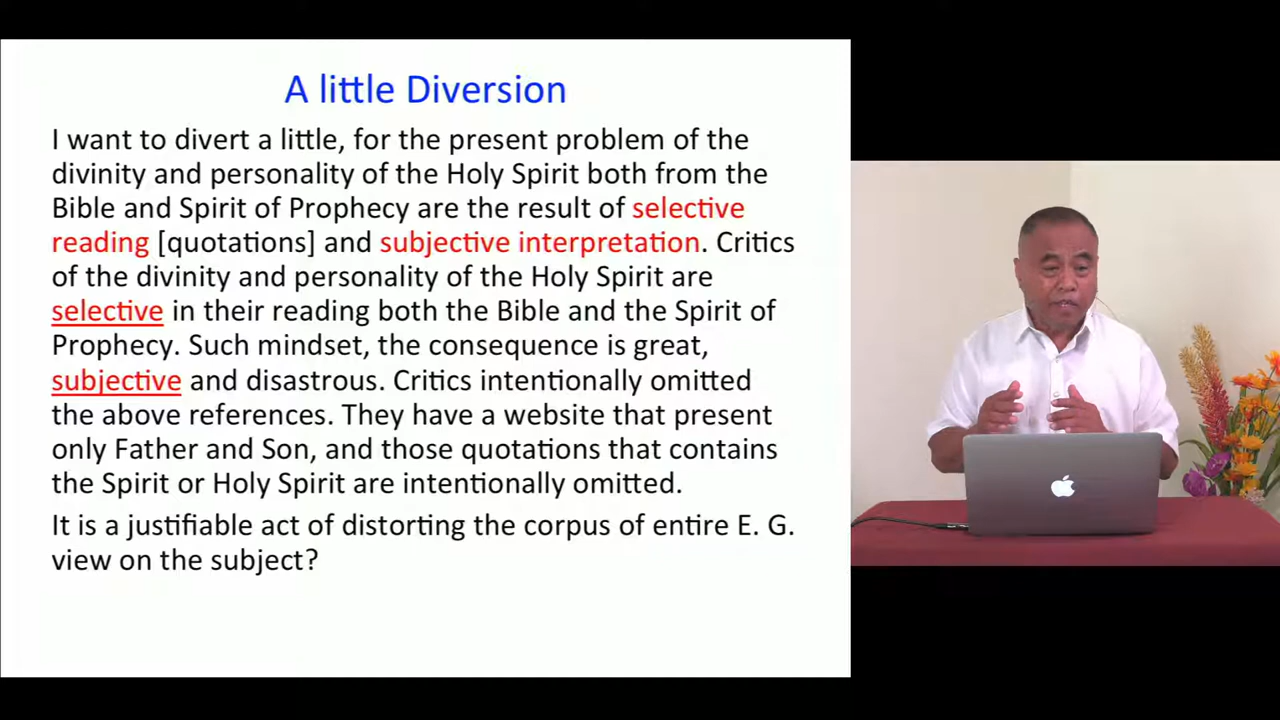 A little Diversion
I want to divert a little, for the present problem of the
divinity and personality of the Holy Spirit both from the
Bible and Spirit of Prophecy are the result of selective
reading [quotations] and subjective interpretation. Critics
of the divinity and personality of the Holy Spirit are
selective in their reading both the Bible and the Spirit of
Prophecy. Such mindset, the consequence is great,
subjective and disastrous. Critics intentionally omitted
the above references. They have a website that present
only Father and Son, and those quotations that contains
the Spirit or Holy Spirit are intentionally omitted.
It is a justifiable act of distorting the corpus of entire E. G.
view on the subject?